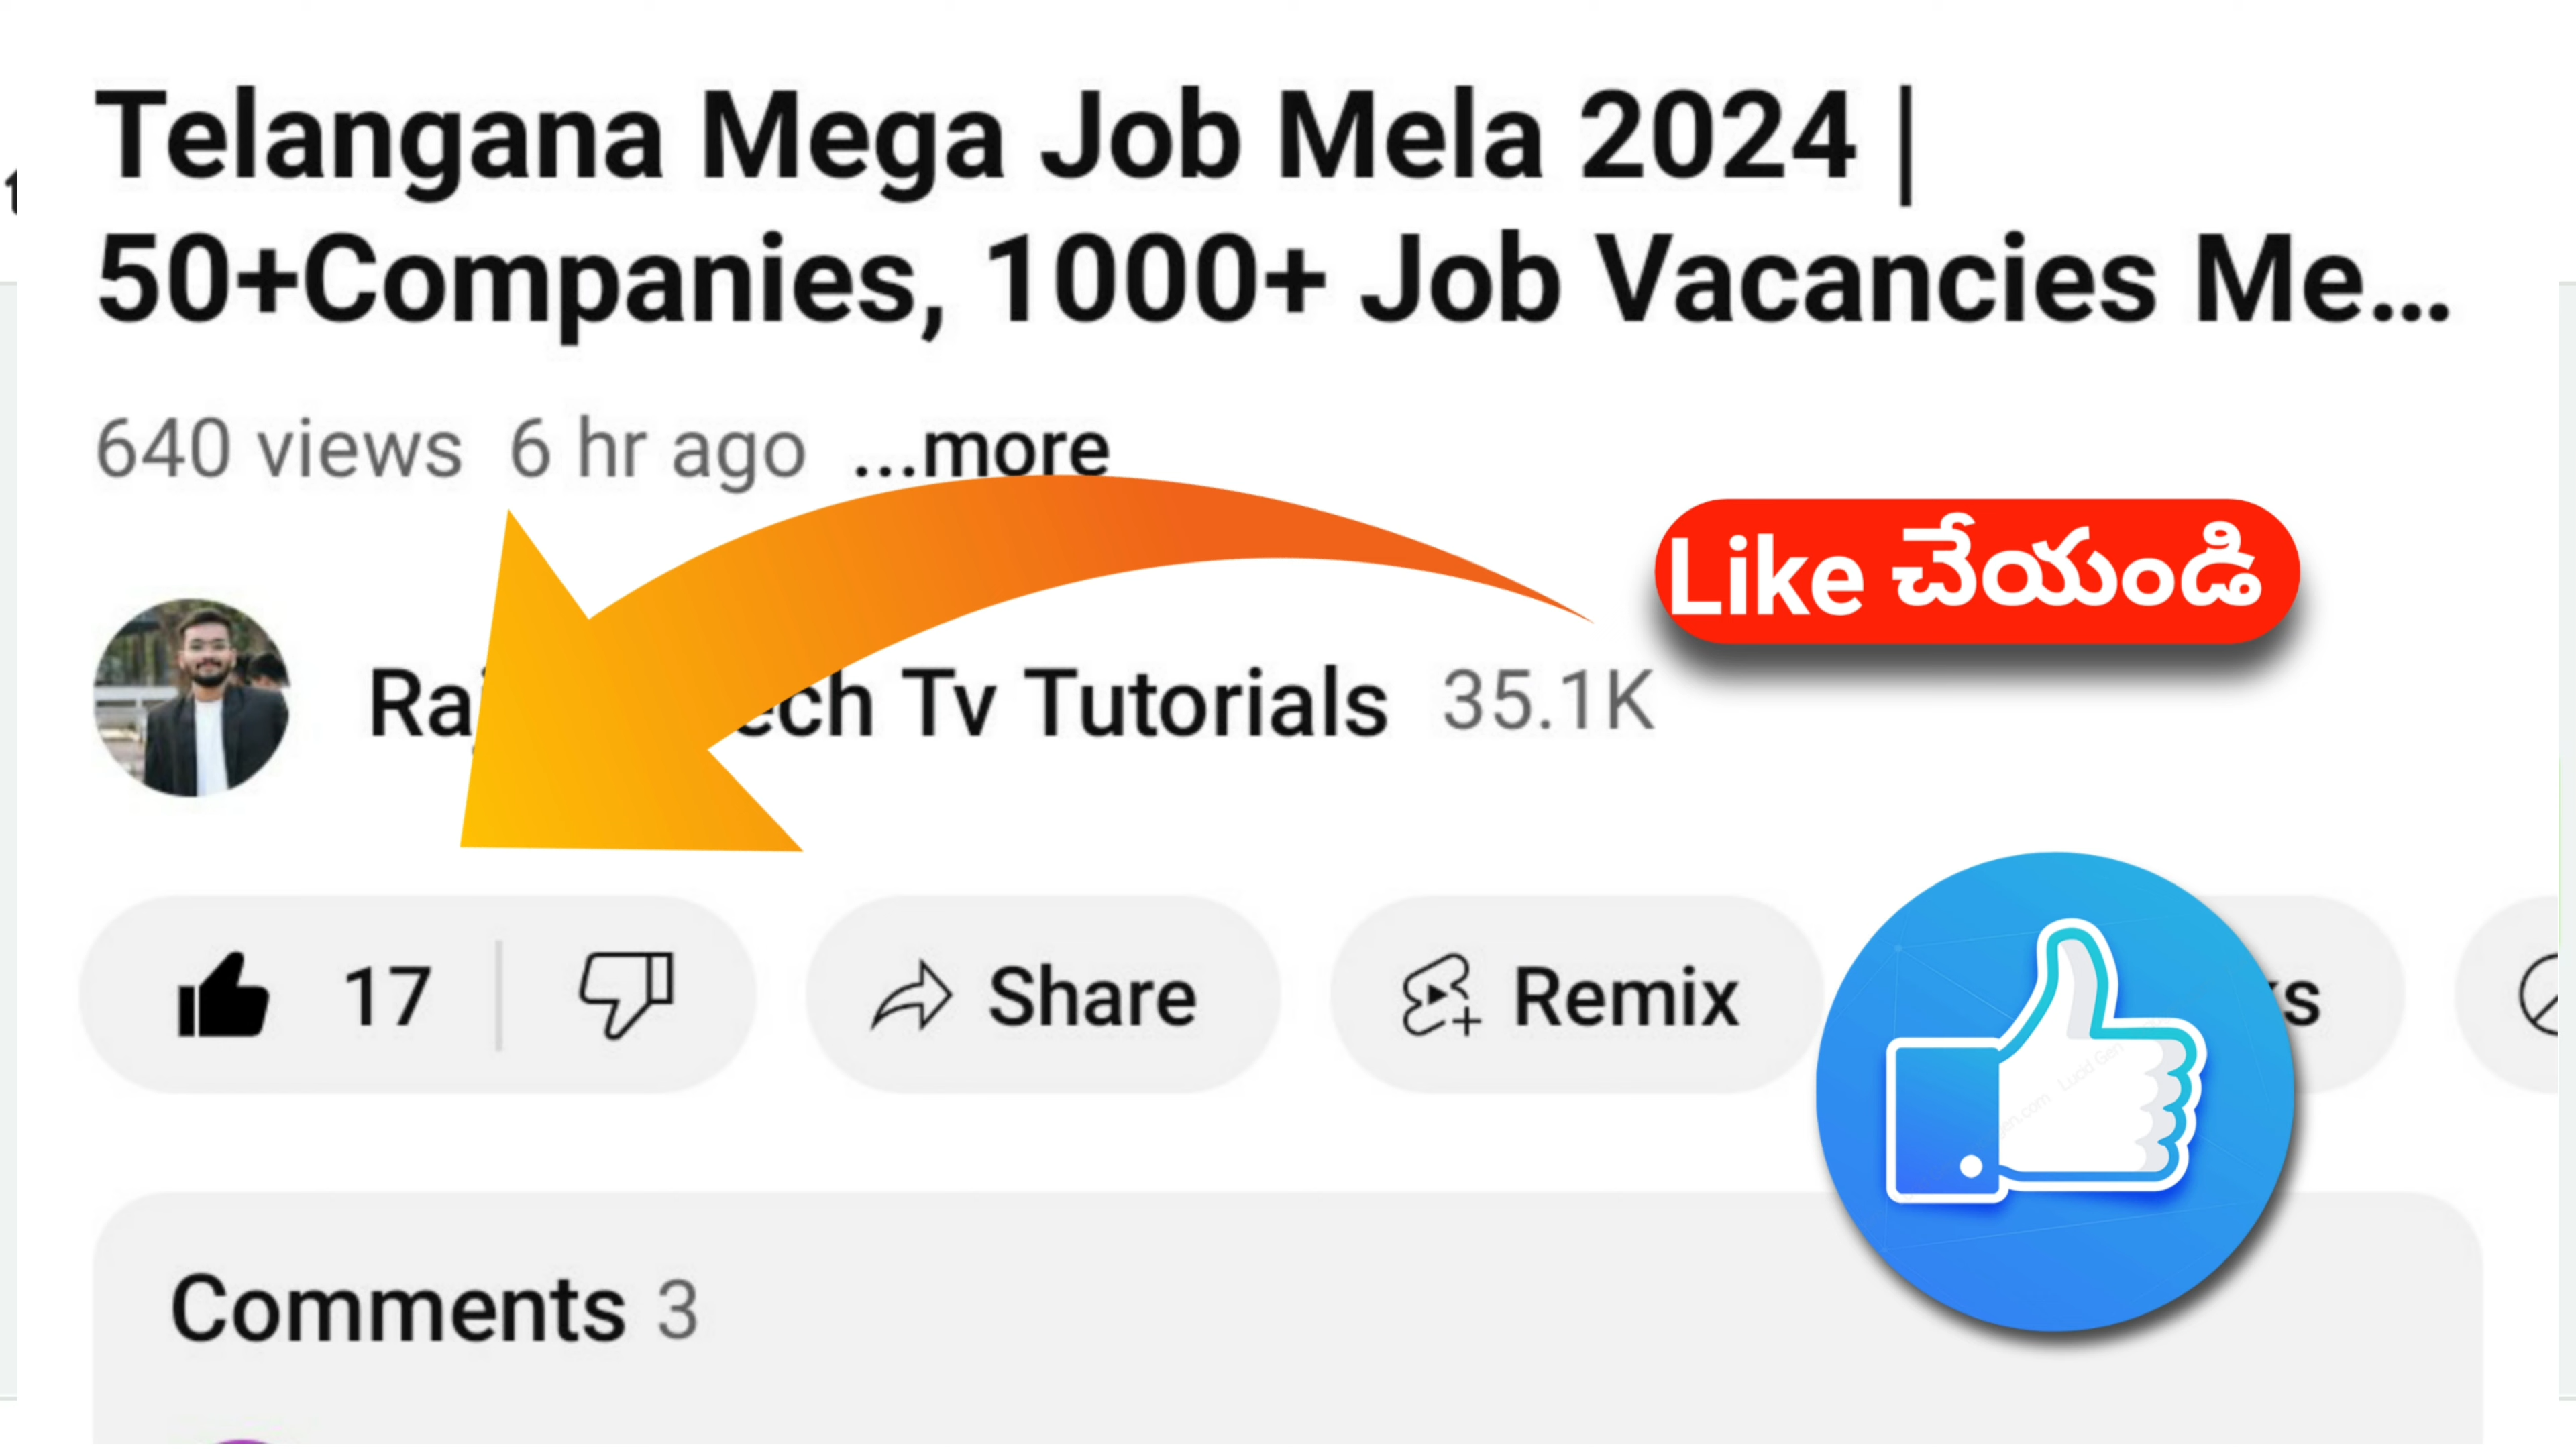 Telangana Mega Job Mela 2024 |
50+Companies, 1000+ Job Vacancies Me...
640 views 6 hr ago ...more
Like చేయండి
Tv Tutorials 35.1K
17 Share Remix
Comments 3